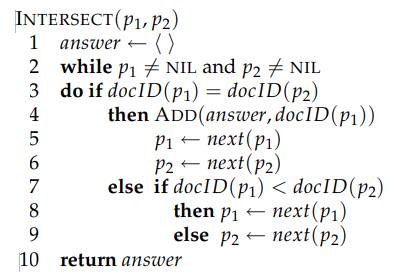 INTERSECT(p1, p2)
1 answer ← ⟨ ⟩
2 while p1 ≠ NIL and p2 ≠ NIL
3 do if docID(p1) = docID(p2)
4 then ADD(answer, docID(p1))
5 p1 ← next(p1)
6 p2 ← next(p2)
7 else if docID(p1) < docID(p2)
8 then p1 ← next(p1)
9 else p2 ← next(p2)
10 return answer